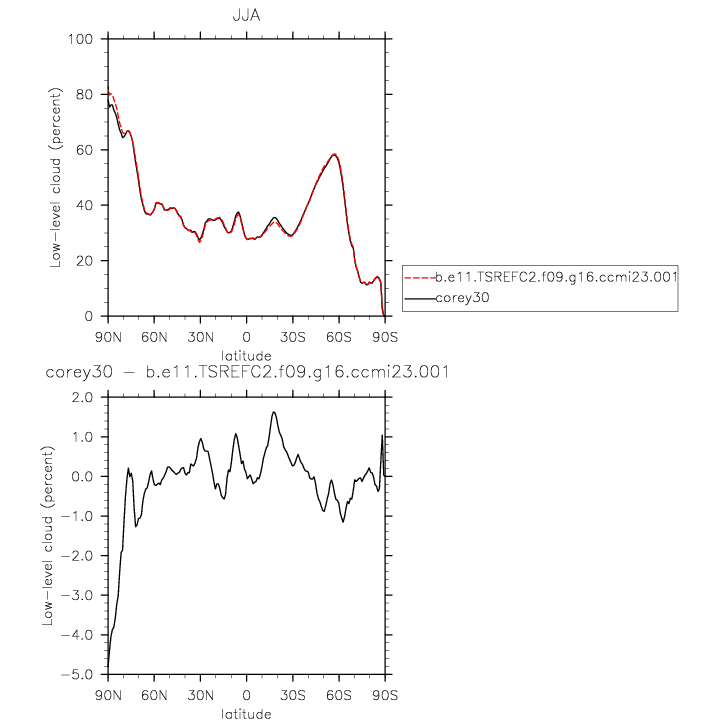 JJA
100
80
60
40
20
0
Low-level cloud (percent)
90N 60N 30N 0 30S 60S 90S
latitude
b.e11.TSREFC2.f09.g16.ccmi23.001
corey30
corey30 - b.e11.TSREFC2.f09.g16.ccmi23.001
2.0
1.0
0.0
-1.0
-2.0
-3.0
-4.0
-5.0
Low-level cloud (percent)
90N 60N 30N 0 30S 60S 90S
latitude